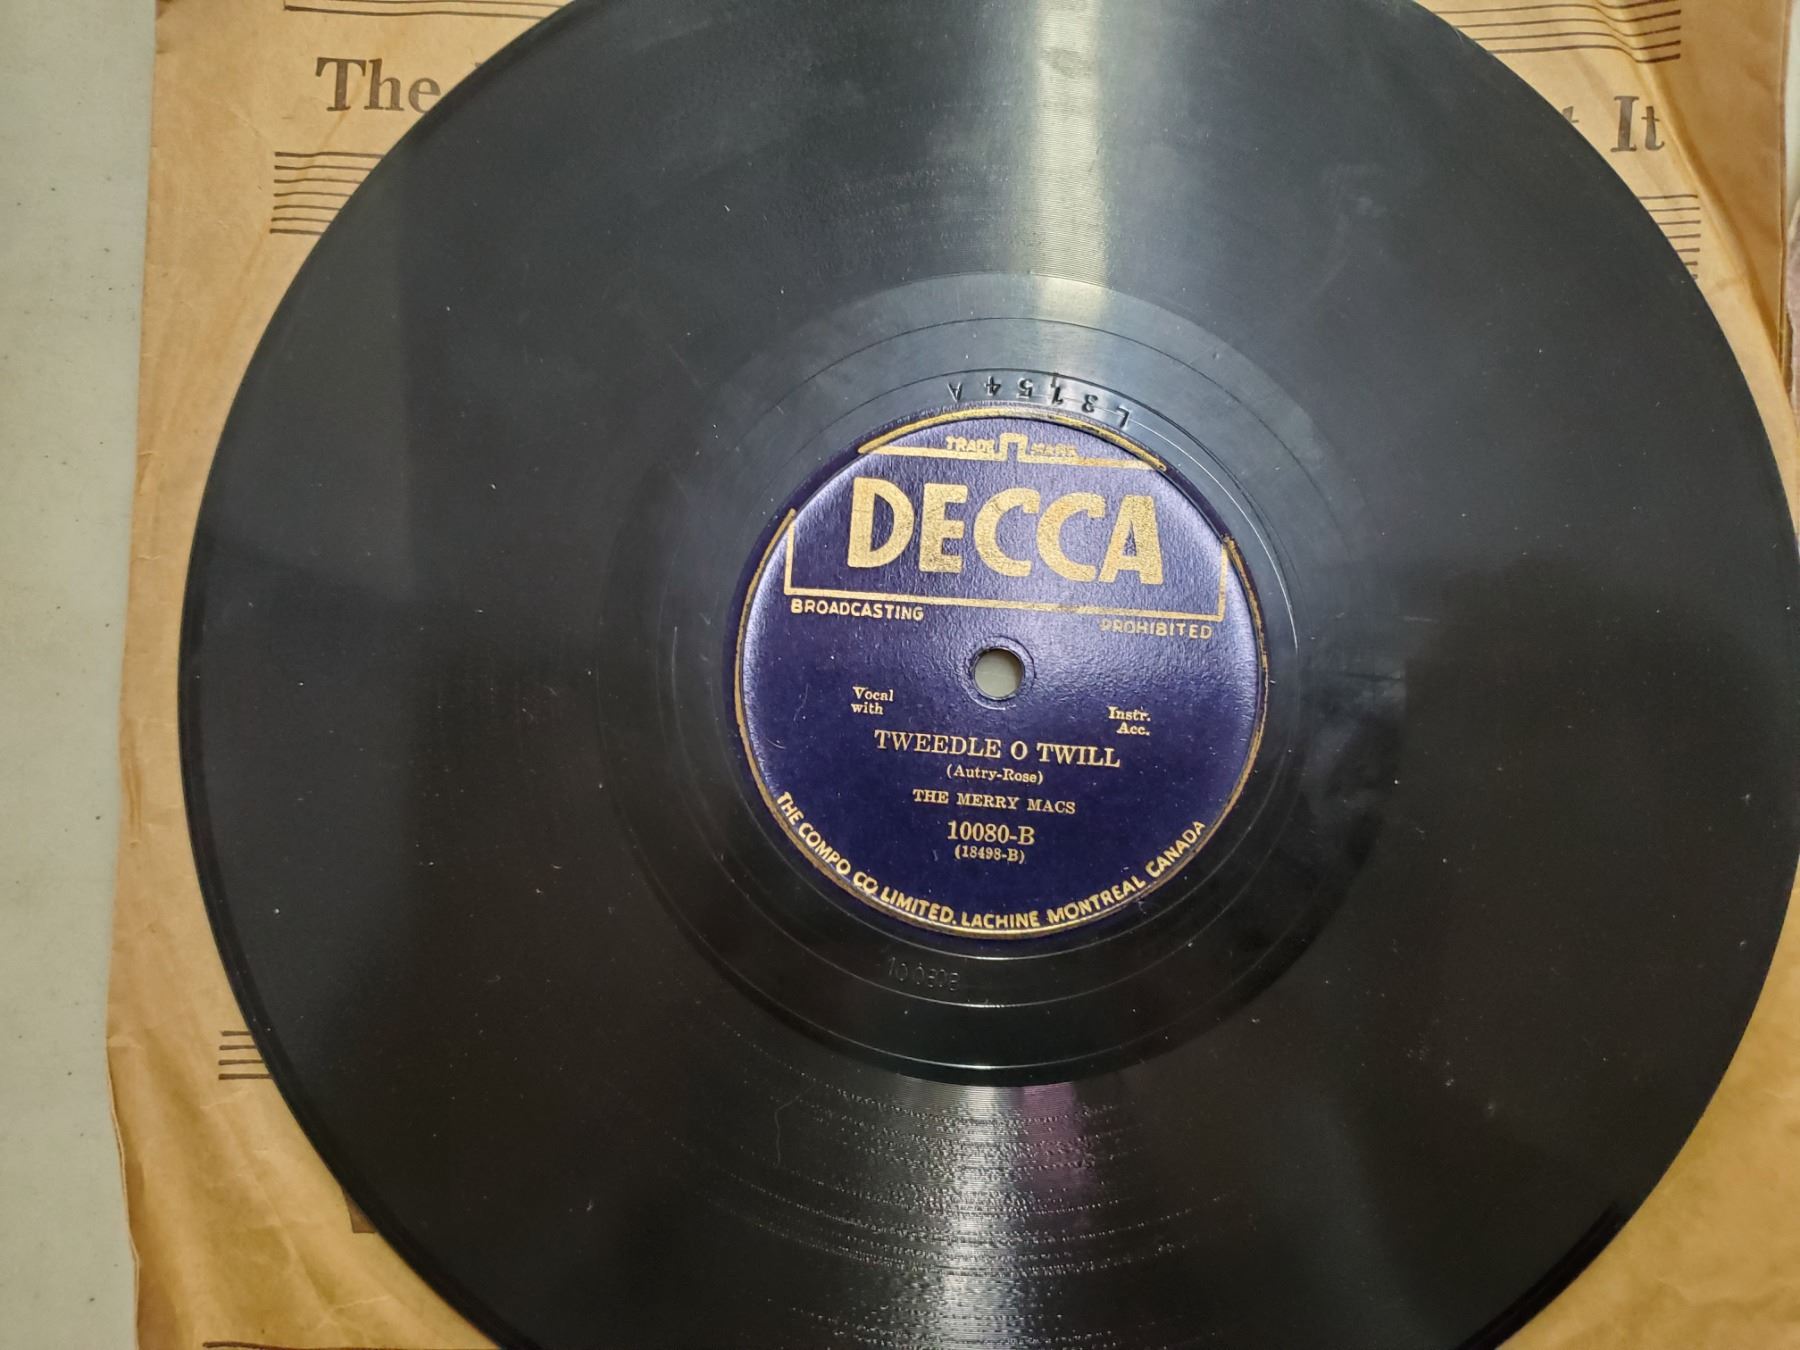 The
It
L3154A
TRADE MARK
DECCA
BROADCASTING PROHIBITED
Vocal
with
Instr.
Acc.
TWEEDLE O TWILL
(Autry-Rose)
THE MERRY MACS
10080-B
(18498-B)
THE COMPO CO. LIMITED, LACHINE MONTREAL CANADA